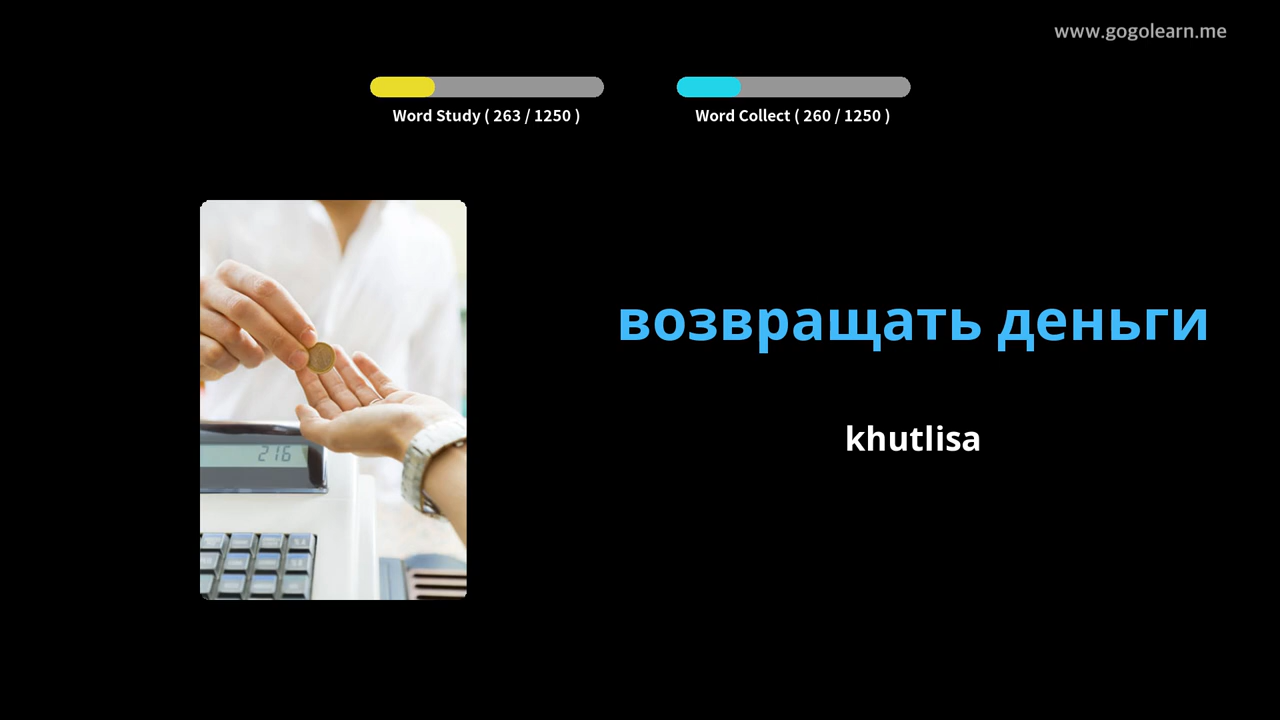 www.gogolearn.me
Word Study ( 263 / 1250 )
Word Collect ( 260 / 1250 )
возвращать деньги
khutlisa
216